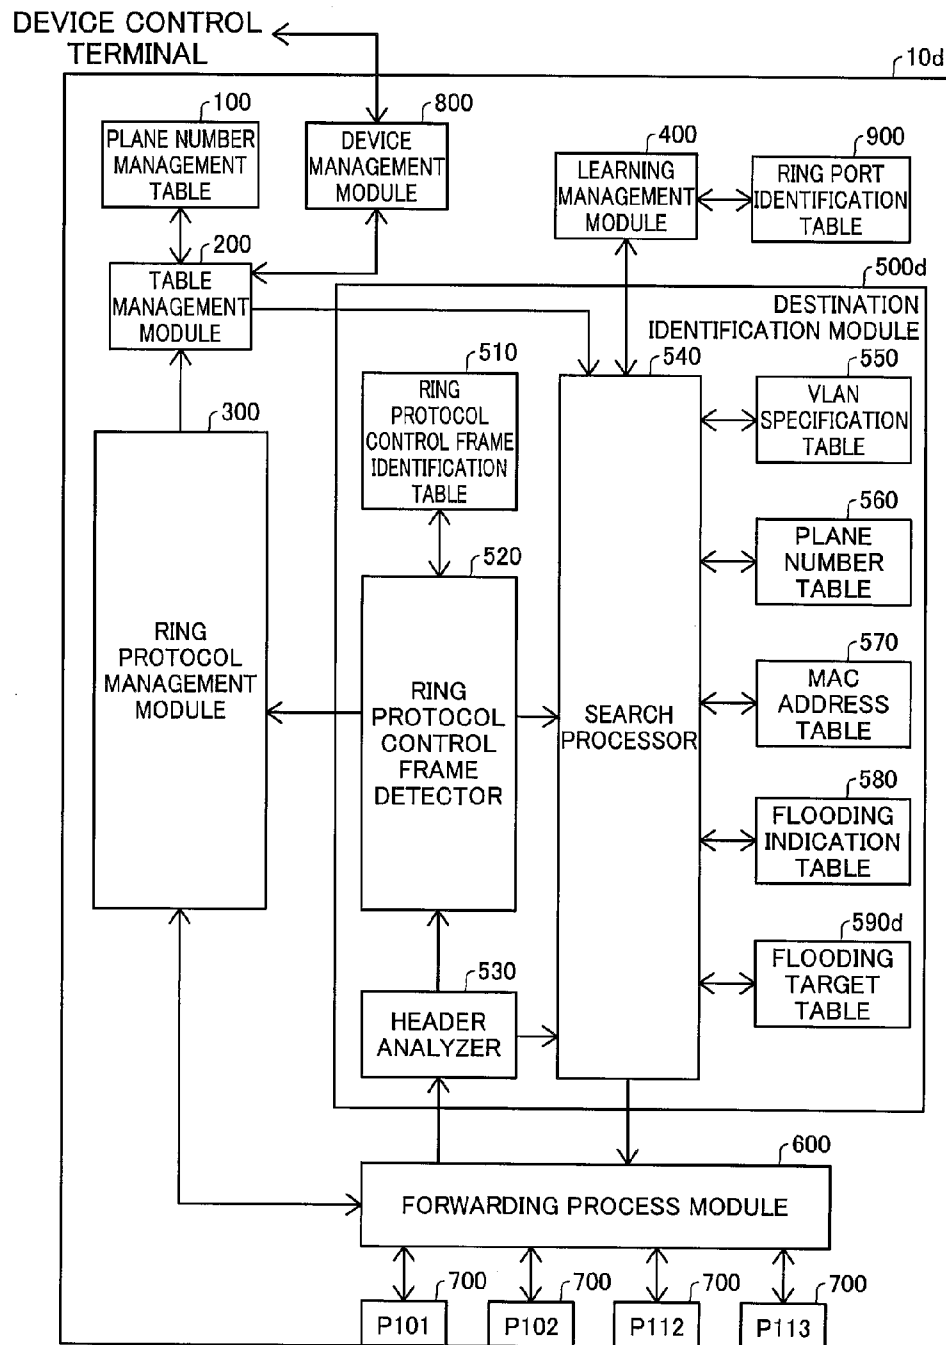 DEVICE CONTROL
TERMINAL
10d
100
PLANE NUMBER
MANAGEMENT
TABLE
800
DEVICE
MANAGEMENT
MODULE
400
LEARNING
MANAGEMENT
MODULE
900
RING PORT
IDENTIFICATION
TABLE
200
TABLE
MANAGEMENT
MODULE
500d
DESTINATION
IDENTIFICATION MODULE
510
RING
PROTOCOL
CONTROL FRAME
IDENTIFICATION
TABLE
540
SEARCH
PROCESSOR
550
VLAN
SPECIFICATION
TABLE
300
RING
PROTOCOL
MANAGEMENT
MODULE
520
RING
PROTOCOL
CONTROL
FRAME
DETECTOR
560
PLANE
NUMBER
TABLE
570
MAC
ADDRESS
TABLE
580
FLOODING
INDICATION
TABLE
590d
FLOODING
TARGET
TABLE
530
HEADER
ANALYZER
600
FORWARDING PROCESS MODULE
700
700
700
700
P101
P102
P112
P113